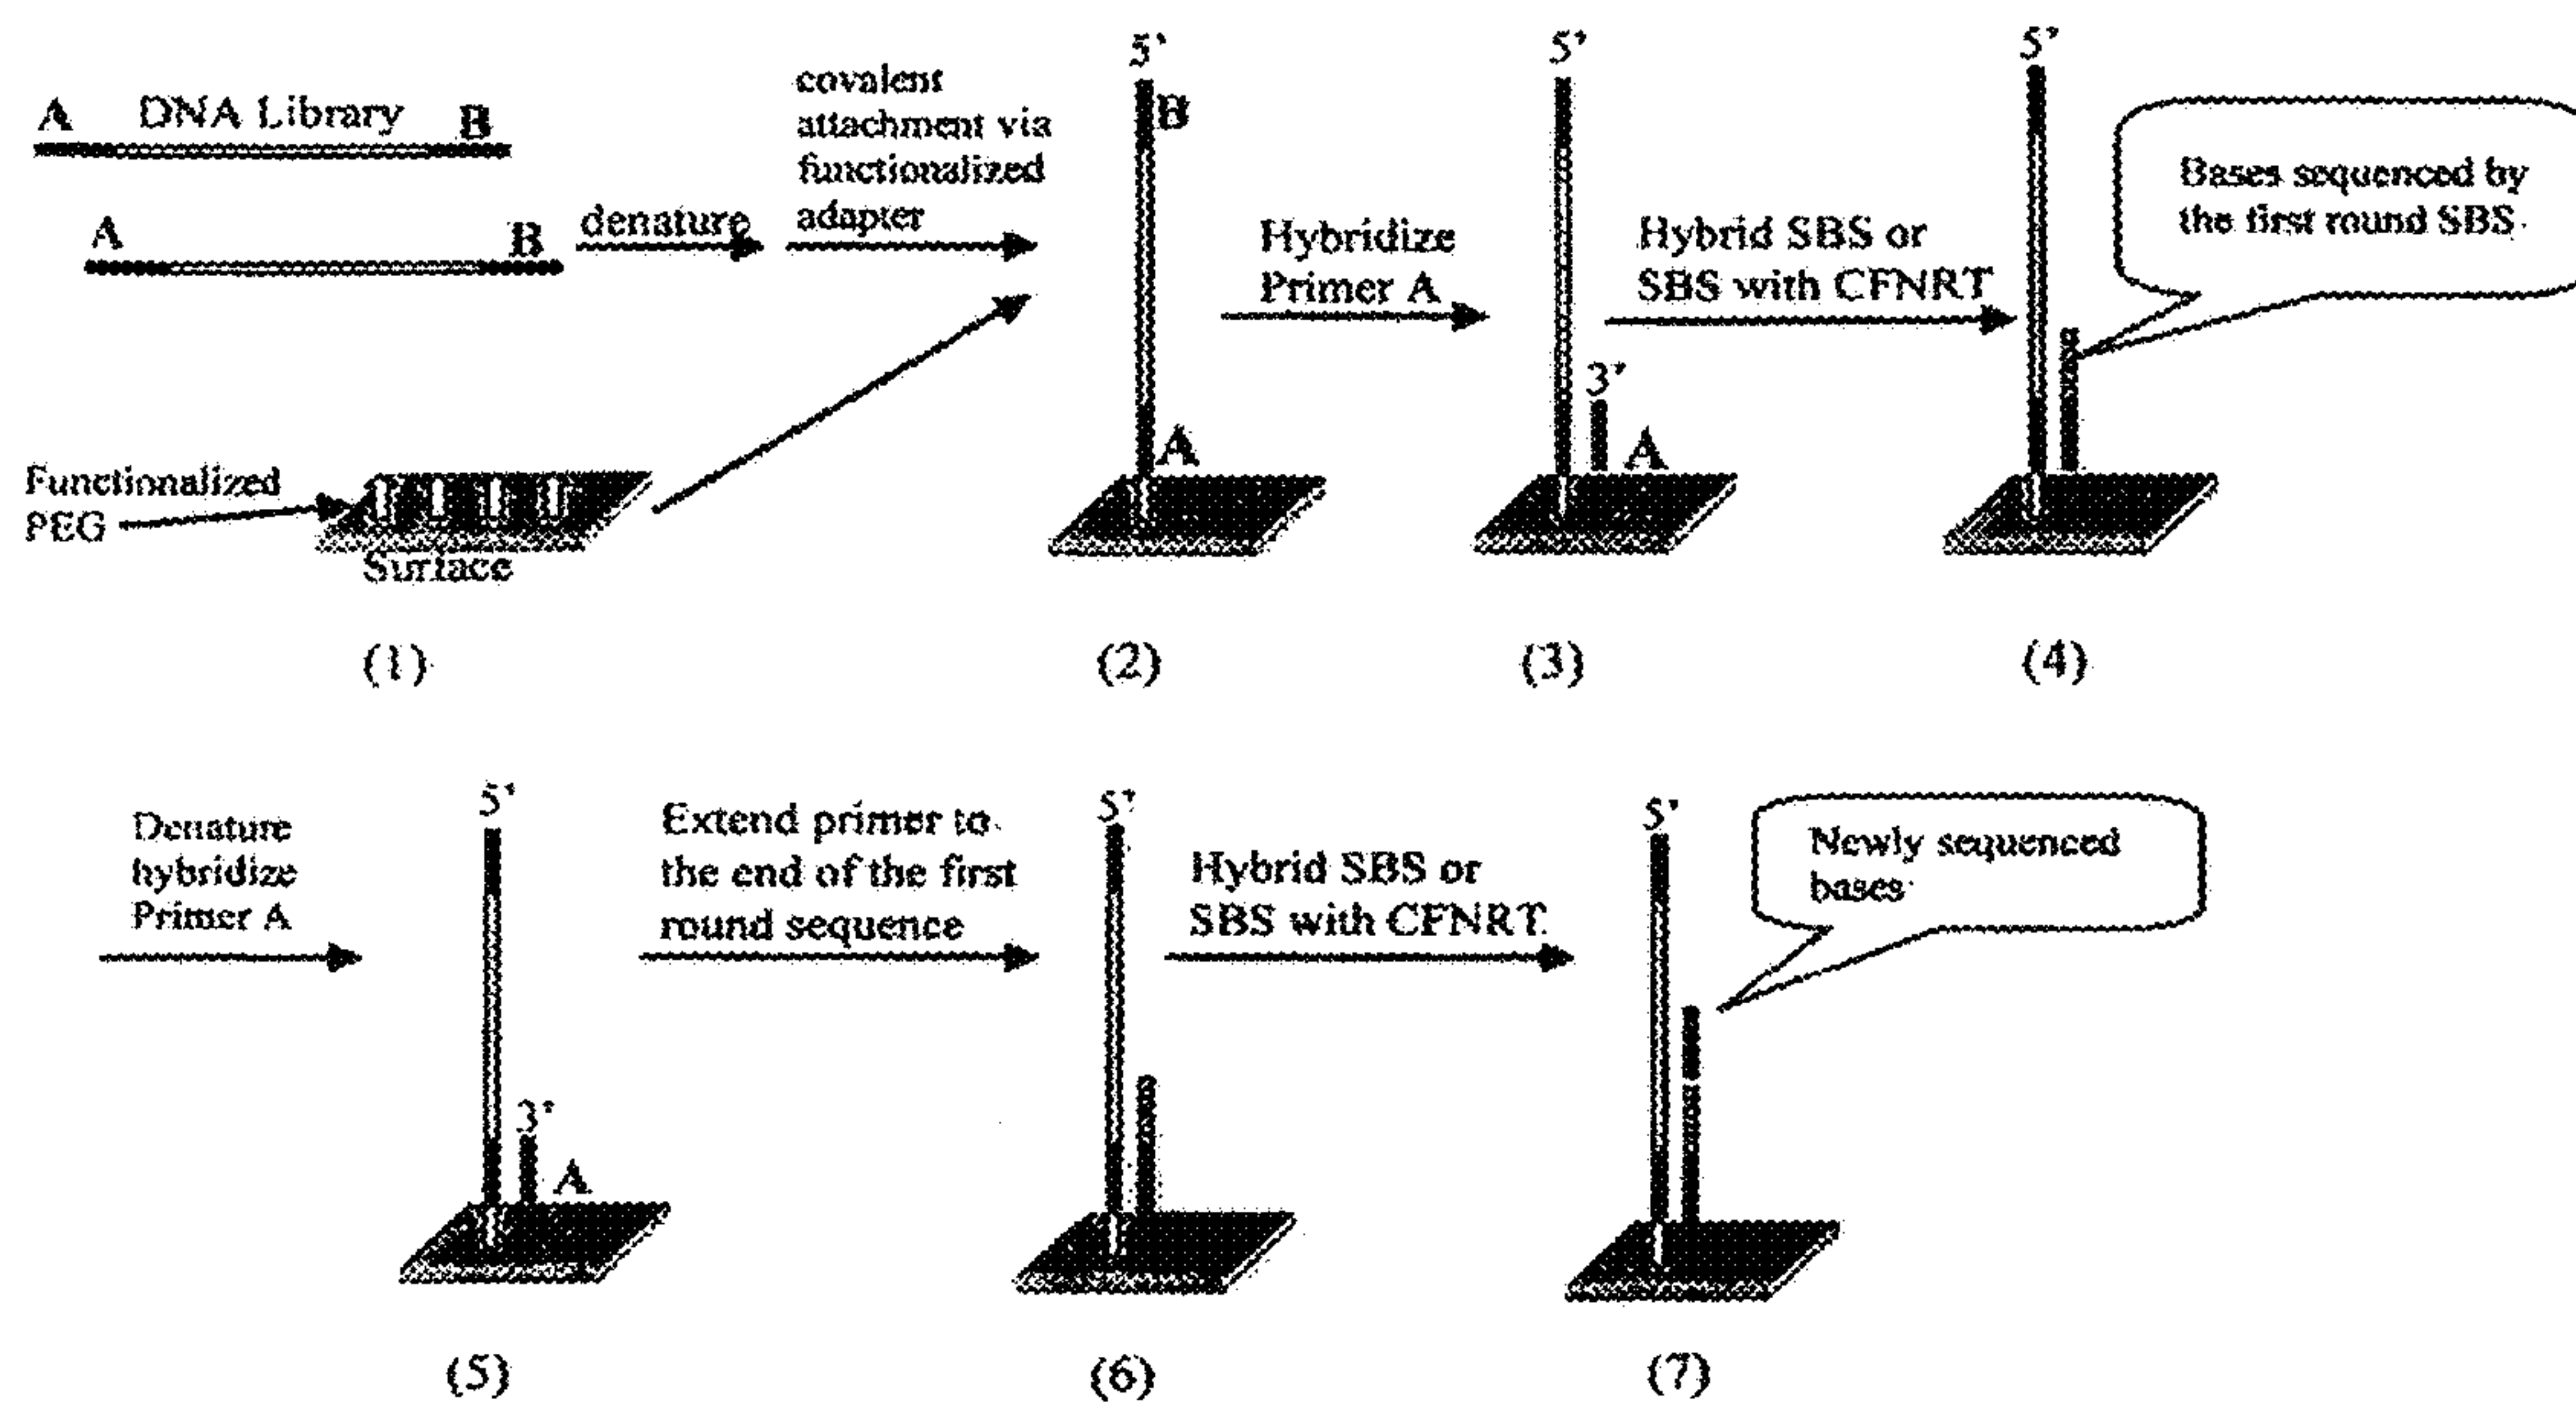 A DNA Library B
A B
denature
covalent
attachment via
functionalized
adapter
Functionalized
PEG
Surface
(1)
5'
B
A
(2)
Hybridize
Primer A
5'
3'
A
(3)
Hybrid SBS or
SBS with CFNRT
5'
Bases sequenced by
the first round SBS.
(4)
Denature
hybridize
Primer A
5'
3'
A
(5)
Extend primer to
the end of the first
round sequence
5'
(6)
Hybrid SBS or
SBS with CFNRT
5'
Newly sequenced
bases
(7)